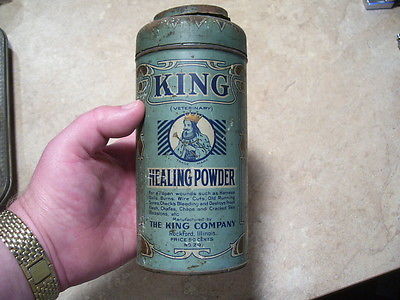 KING
(VETERINARY)
HEALING POWDER
For all open wounds such as Harness
Galls, Burns, Wire Cuts, Old Running
Sores, Checks Bleeding and Destroys Proud
Flesh, Chafes, Chaps and Cracked Skin
etc.
Manufactured by
THE KING COMPANY
Rockford, Illinois.
PRICE 50 CENTS